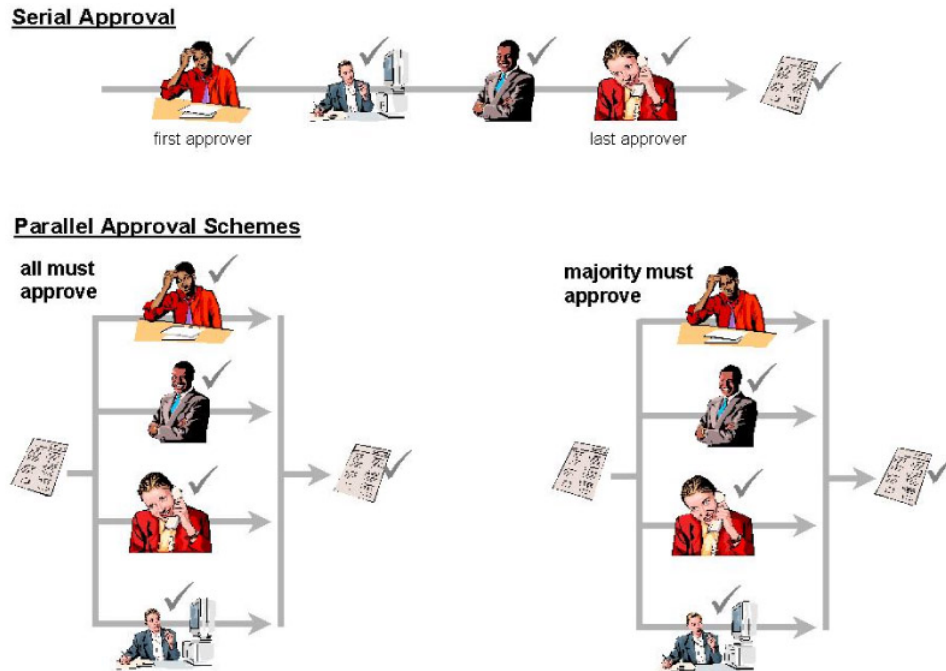 Serial Approval
first approver
last approver
Parallel Approval Schemes
all must
approve
majority must
approve